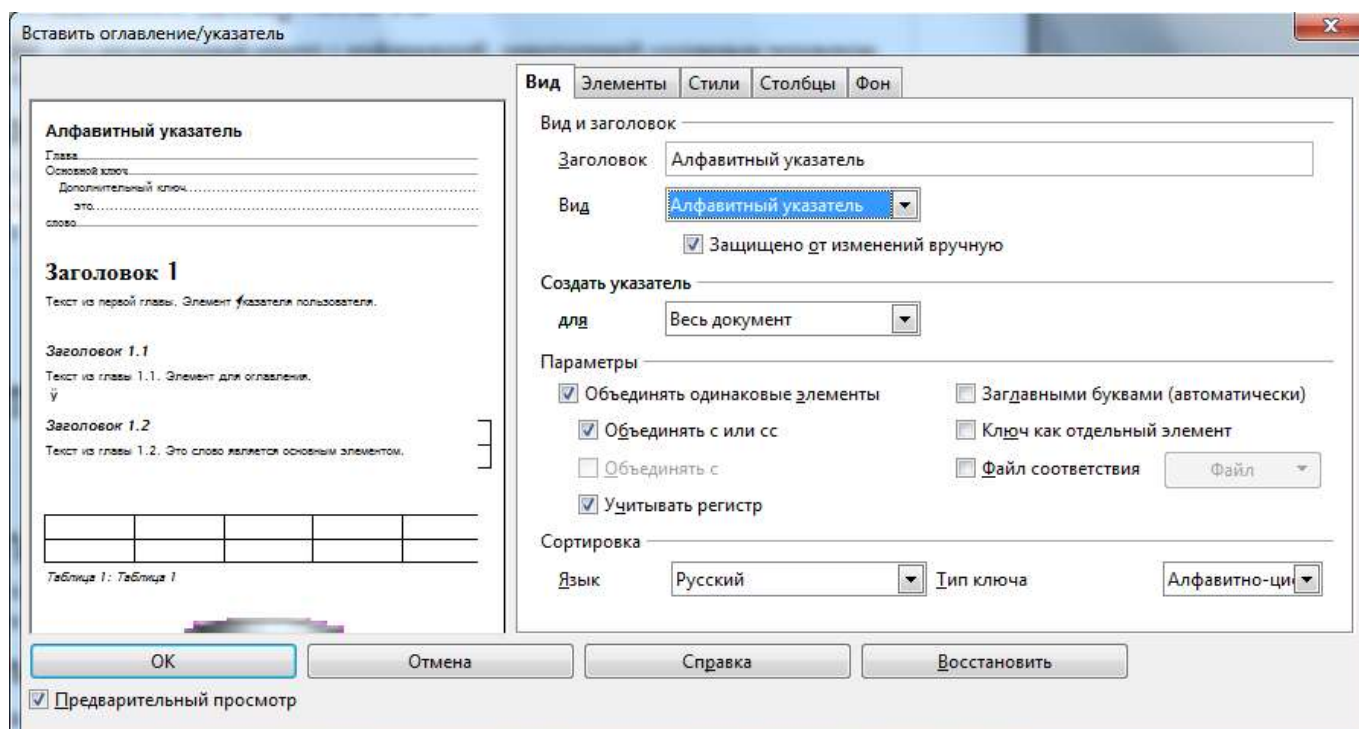 Вставить оглавление/указатель
Алфавитный указатель
Глава
Основной ключ
Дополнительный ключ
это
слово
Заголовок 1
Текст из первой главы. Элемент указателя пользователя.
Заголовок 1.1
Текст из главы 1.1. Элемент для оглавления.
ÿ
Заголовок 1.2
Текст из главы 1.2. Это слово является основным элементом.
Таблица 1: Таблица 1
Вид Элементы Стили Столбцы Фон
Вид и заголовок
Заголовок Алфавитный указатель
Вид Алфавитный указатель
Защищено от изменений вручную
Создать указатель
для Весь документ
Параметры
Объединять одинаковые элементы Заглавными буквами (автоматически)
Объединять с или сс Ключ как отдельный элемент
Объединять с Файл соответствия Файл
Учитывать регистр
Сортировка
Язык Русский Тип ключа Алфавитно-ци
OK Отмена Справка Восстановить
Предварительный просмотр